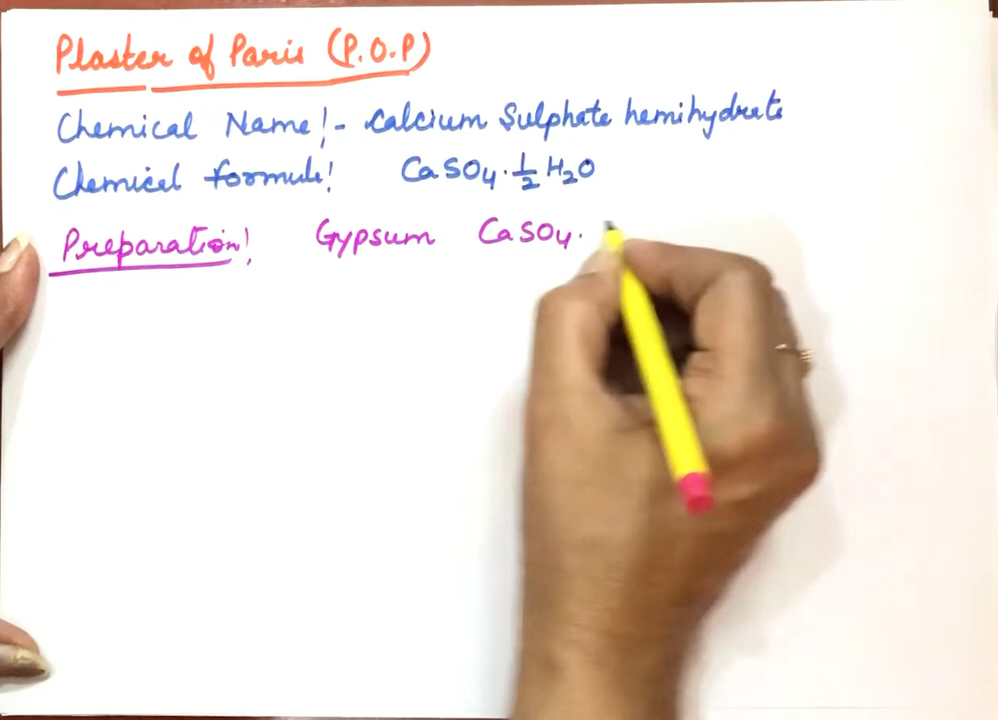 Plaster of Paris (P.O.P)
Chemical Name!- Calcium Sulphate hemihydrate
Chemical formula! CaSO₄·½H₂O
Preparation! Gypsum CaSO₄·